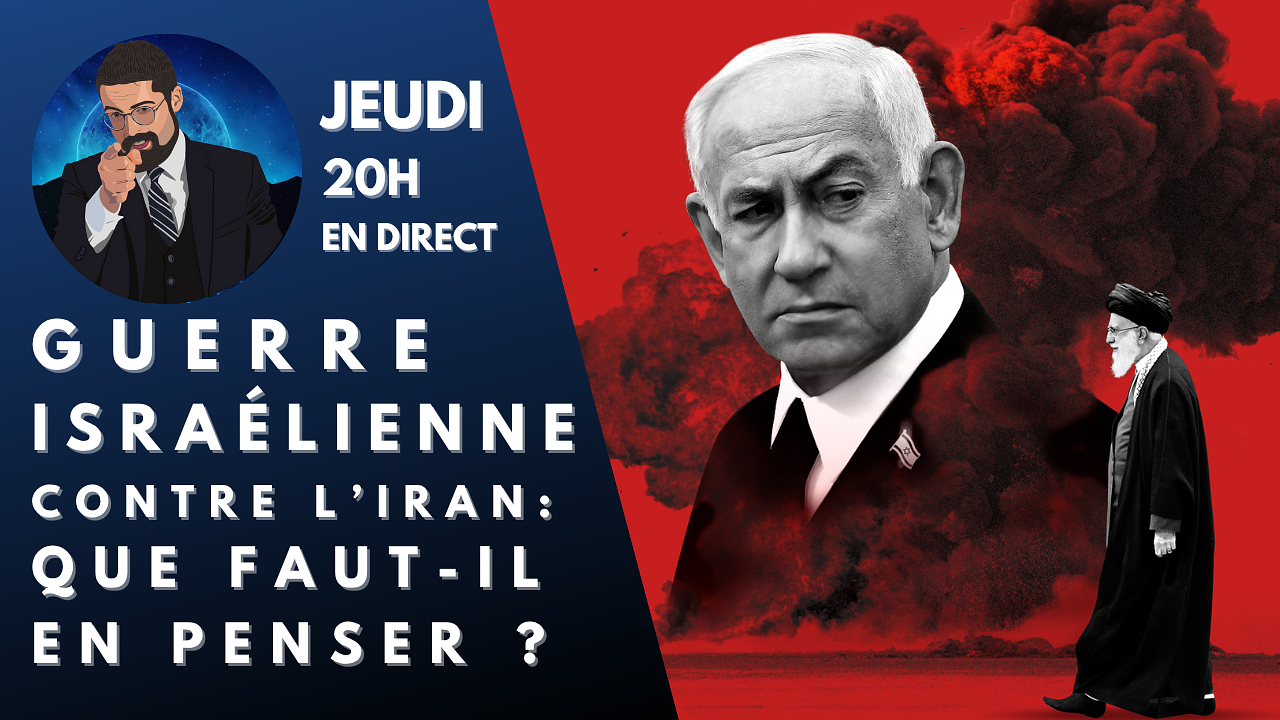 JEUDI
20H
EN DIRECT
GUERRE
ISRAÉLIENNE
CONTRE L’IRAN:
QUE FAUT-IL
EN PENSER ?